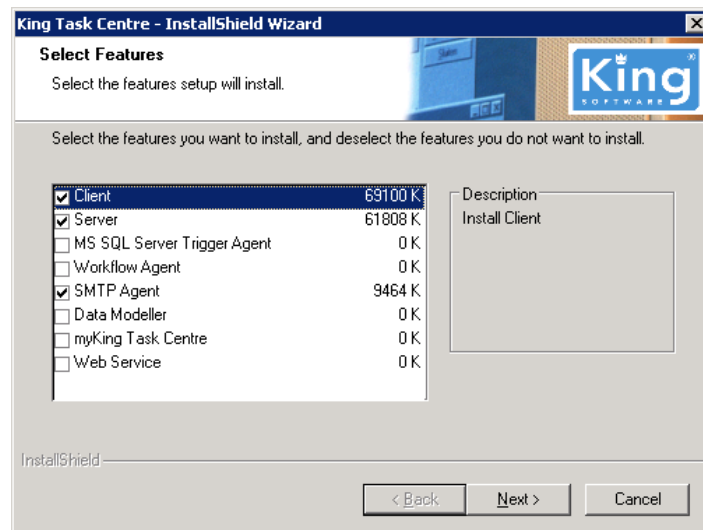 King Task Centre - InstallShield Wizard
Select Features
Select the features setup will install.
King
SOFTWARE
Select the features you want to install, and deselect the features you do not want to install.
Client 69100 K
Server 61808 K
MS SQL Server Trigger Agent 0 K
Workflow Agent 0 K
SMTP Agent 9464 K
Data Modeller 0 K
myKing Task Centre 0 K
Web Service 0 K
Description
Install Client
InstallShield
< Back
Next >
Cancel